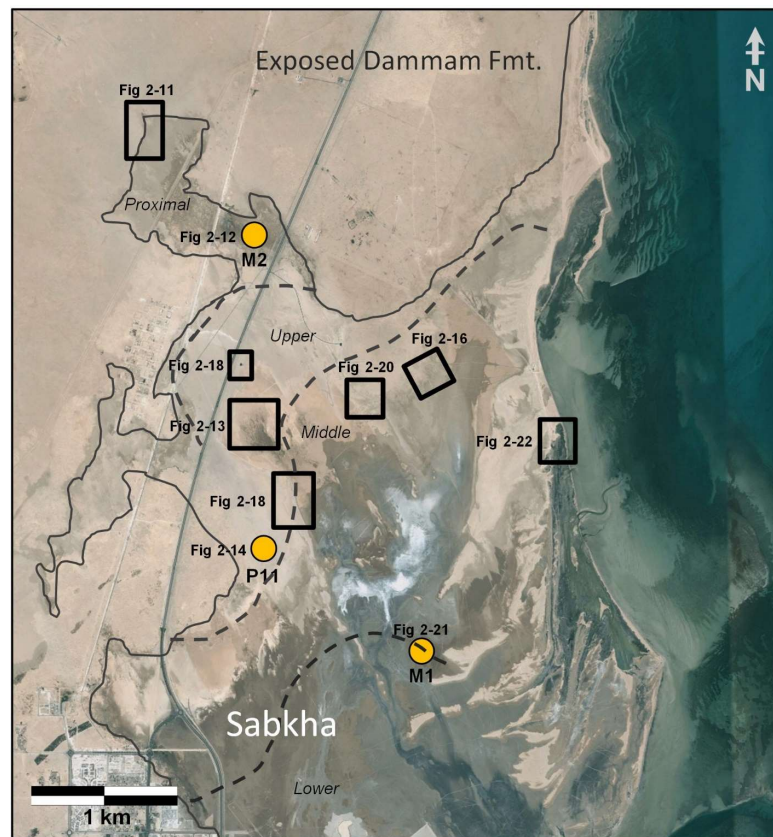 Exposed Dammam Fmt.
N
Fig 2-11
Proximal
Fig 2-12
M2
Upper
Fig 2-16
Fig 2-18
Fig 2-20
Fig 2-13
Middle
Fig 2-22
Fig 2-18
Fig 2-14
P11
Fig 2-21
M1
Sabkha
Lower
1 km